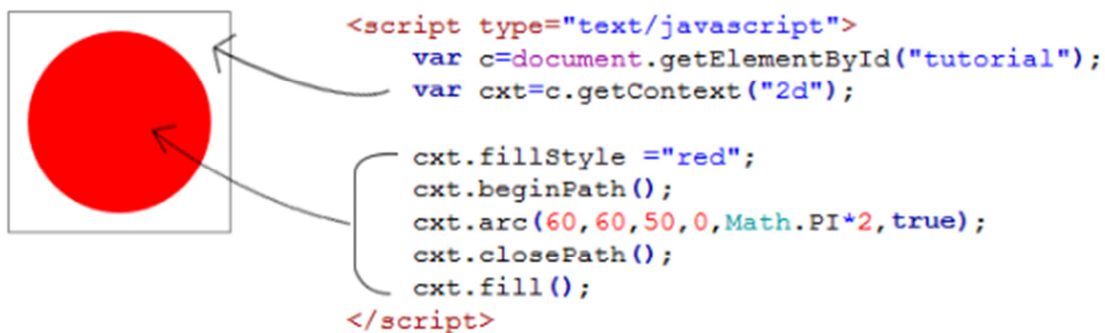 <script type="text/javascript">
var c=document.getElementById("tutorial");
var cxt=c.getContext("2d");
cxt.fillStyle ="red";
cxt.beginPath();
cxt.arc(60,60,50,0,Math.PI*2,true);
cxt.closePath();
cxt.fill();
</script>